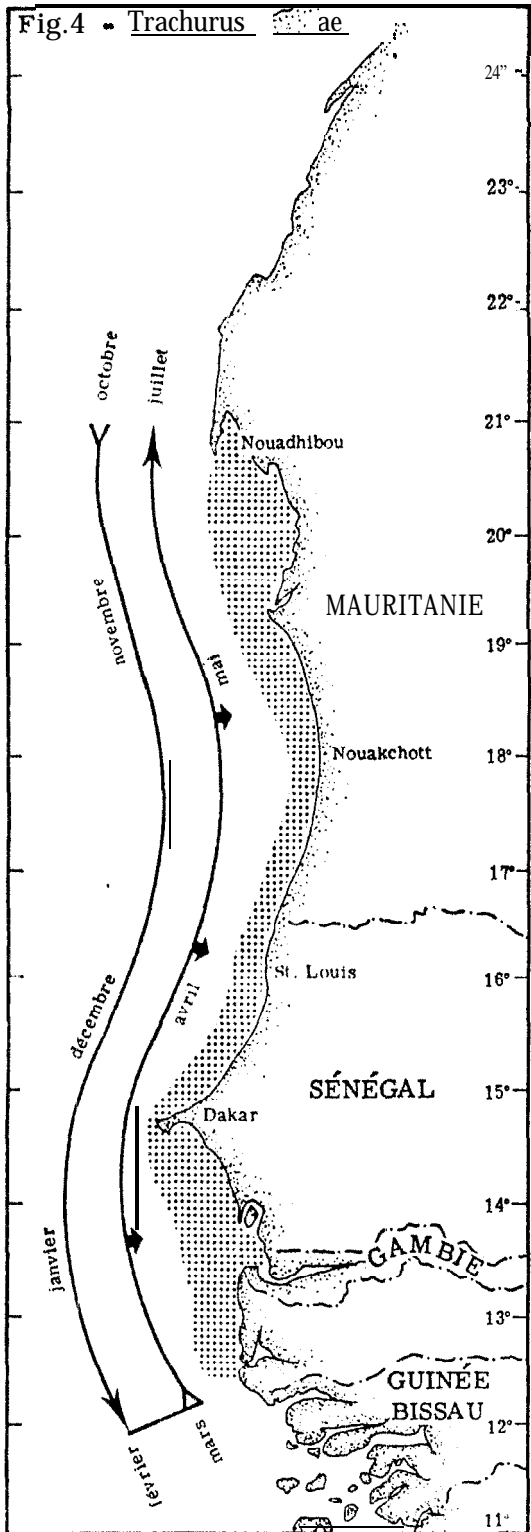 Fig.4 - Trachurus ae
24"
23°
22°
octobre
juillet
21°
Nouadhibou
20°
MAURITANIE
novembre
19°
mai
Nouakchott
18°
17°
St. Louis
16°
avril
décembre
15°
SÉNÉGAL
Dakar
14°
GAMBIE
janvier
13°
GUINÉE
BISSAU
12°
mars
février
11°